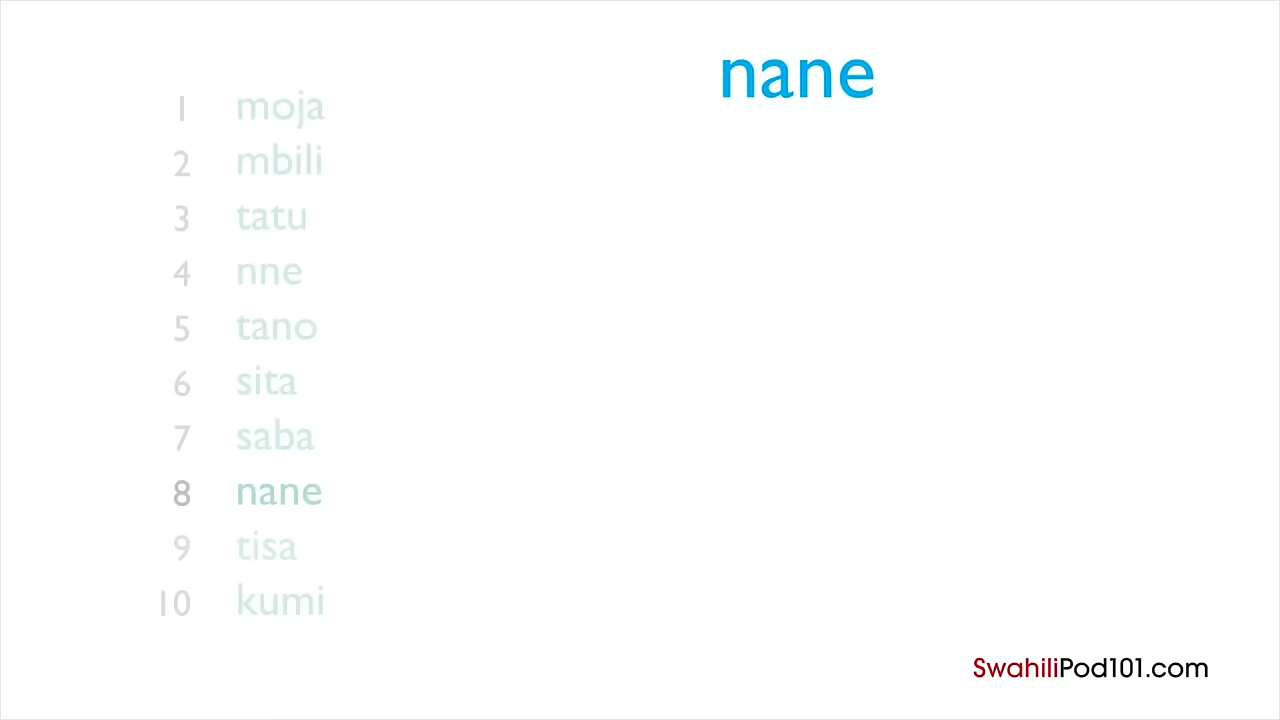 nane
1 moja
2 mbili
3 tatu
4 nne
5 tano
6 sita
7 saba
8 nane
9 tisa
10 kumi
SwahiliPod101.com